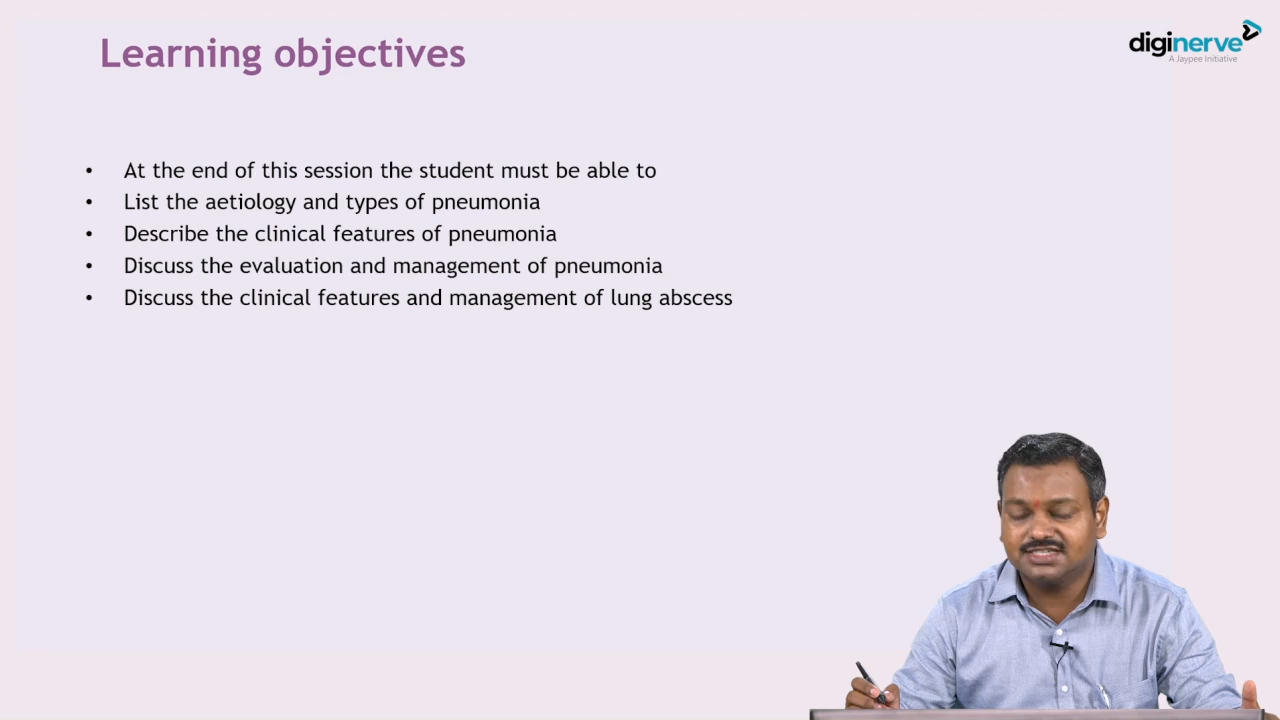 Learning objectives
diginerve
A Jaypee Initiative
• At the end of this session the student must be able to
• List the aetiology and types of pneumonia
• Describe the clinical features of pneumonia
• Discuss the evaluation and management of pneumonia
• Discuss the clinical features and management of lung abscess